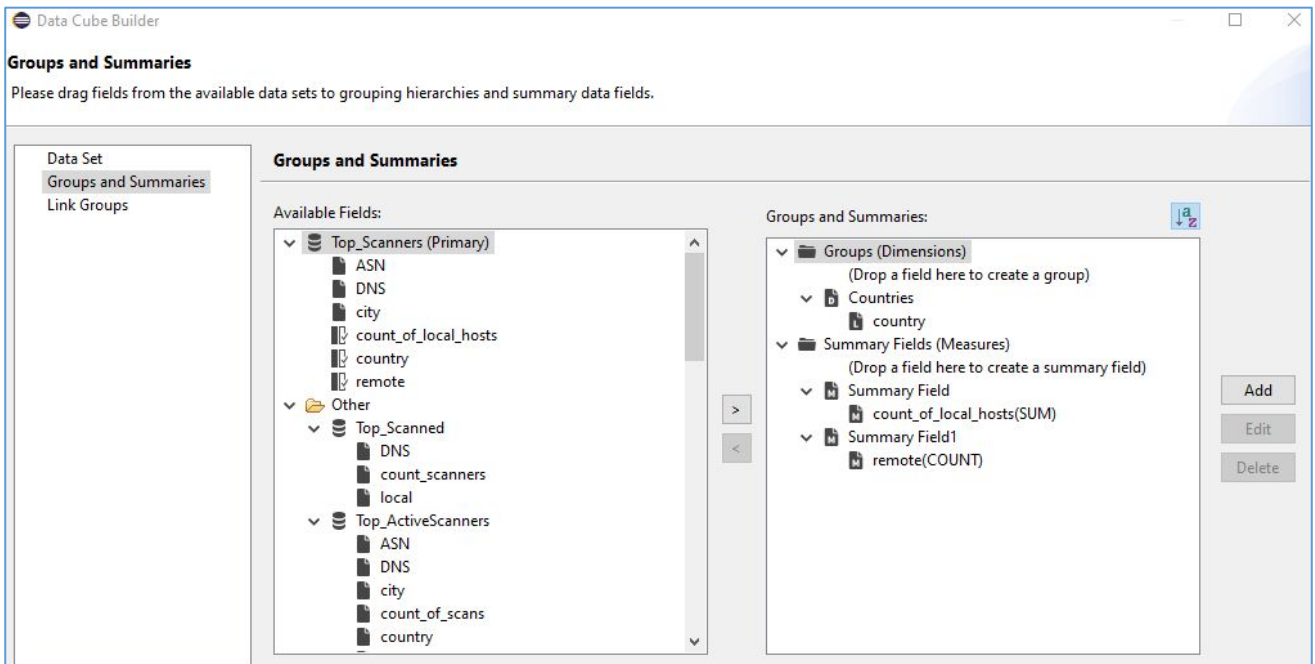 Data Cube Builder
Groups and Summaries
Please drag fields from the available data sets to grouping hierarchies and summary data fields.
Data Set
Groups and Summaries
Link Groups
Groups and Summaries
Available Fields:
Top_Scanners (Primary)
ASN
DNS
city
count_of_local_hosts
country
remote
Other
Top_Scanned
DNS
count_scanners
local
Top_ActiveScanners
ASN
DNS
city
count_of_scans
country
>
<
Groups and Summaries:
Groups (Dimensions)
(Drop a field here to create a group)
Countries
country
Summary Fields (Measures)
(Drop a field here to create a summary field)
Summary Field
count_of_local_hosts(SUM)
Summary Field1
remote(COUNT)
Add
Edit
Delete